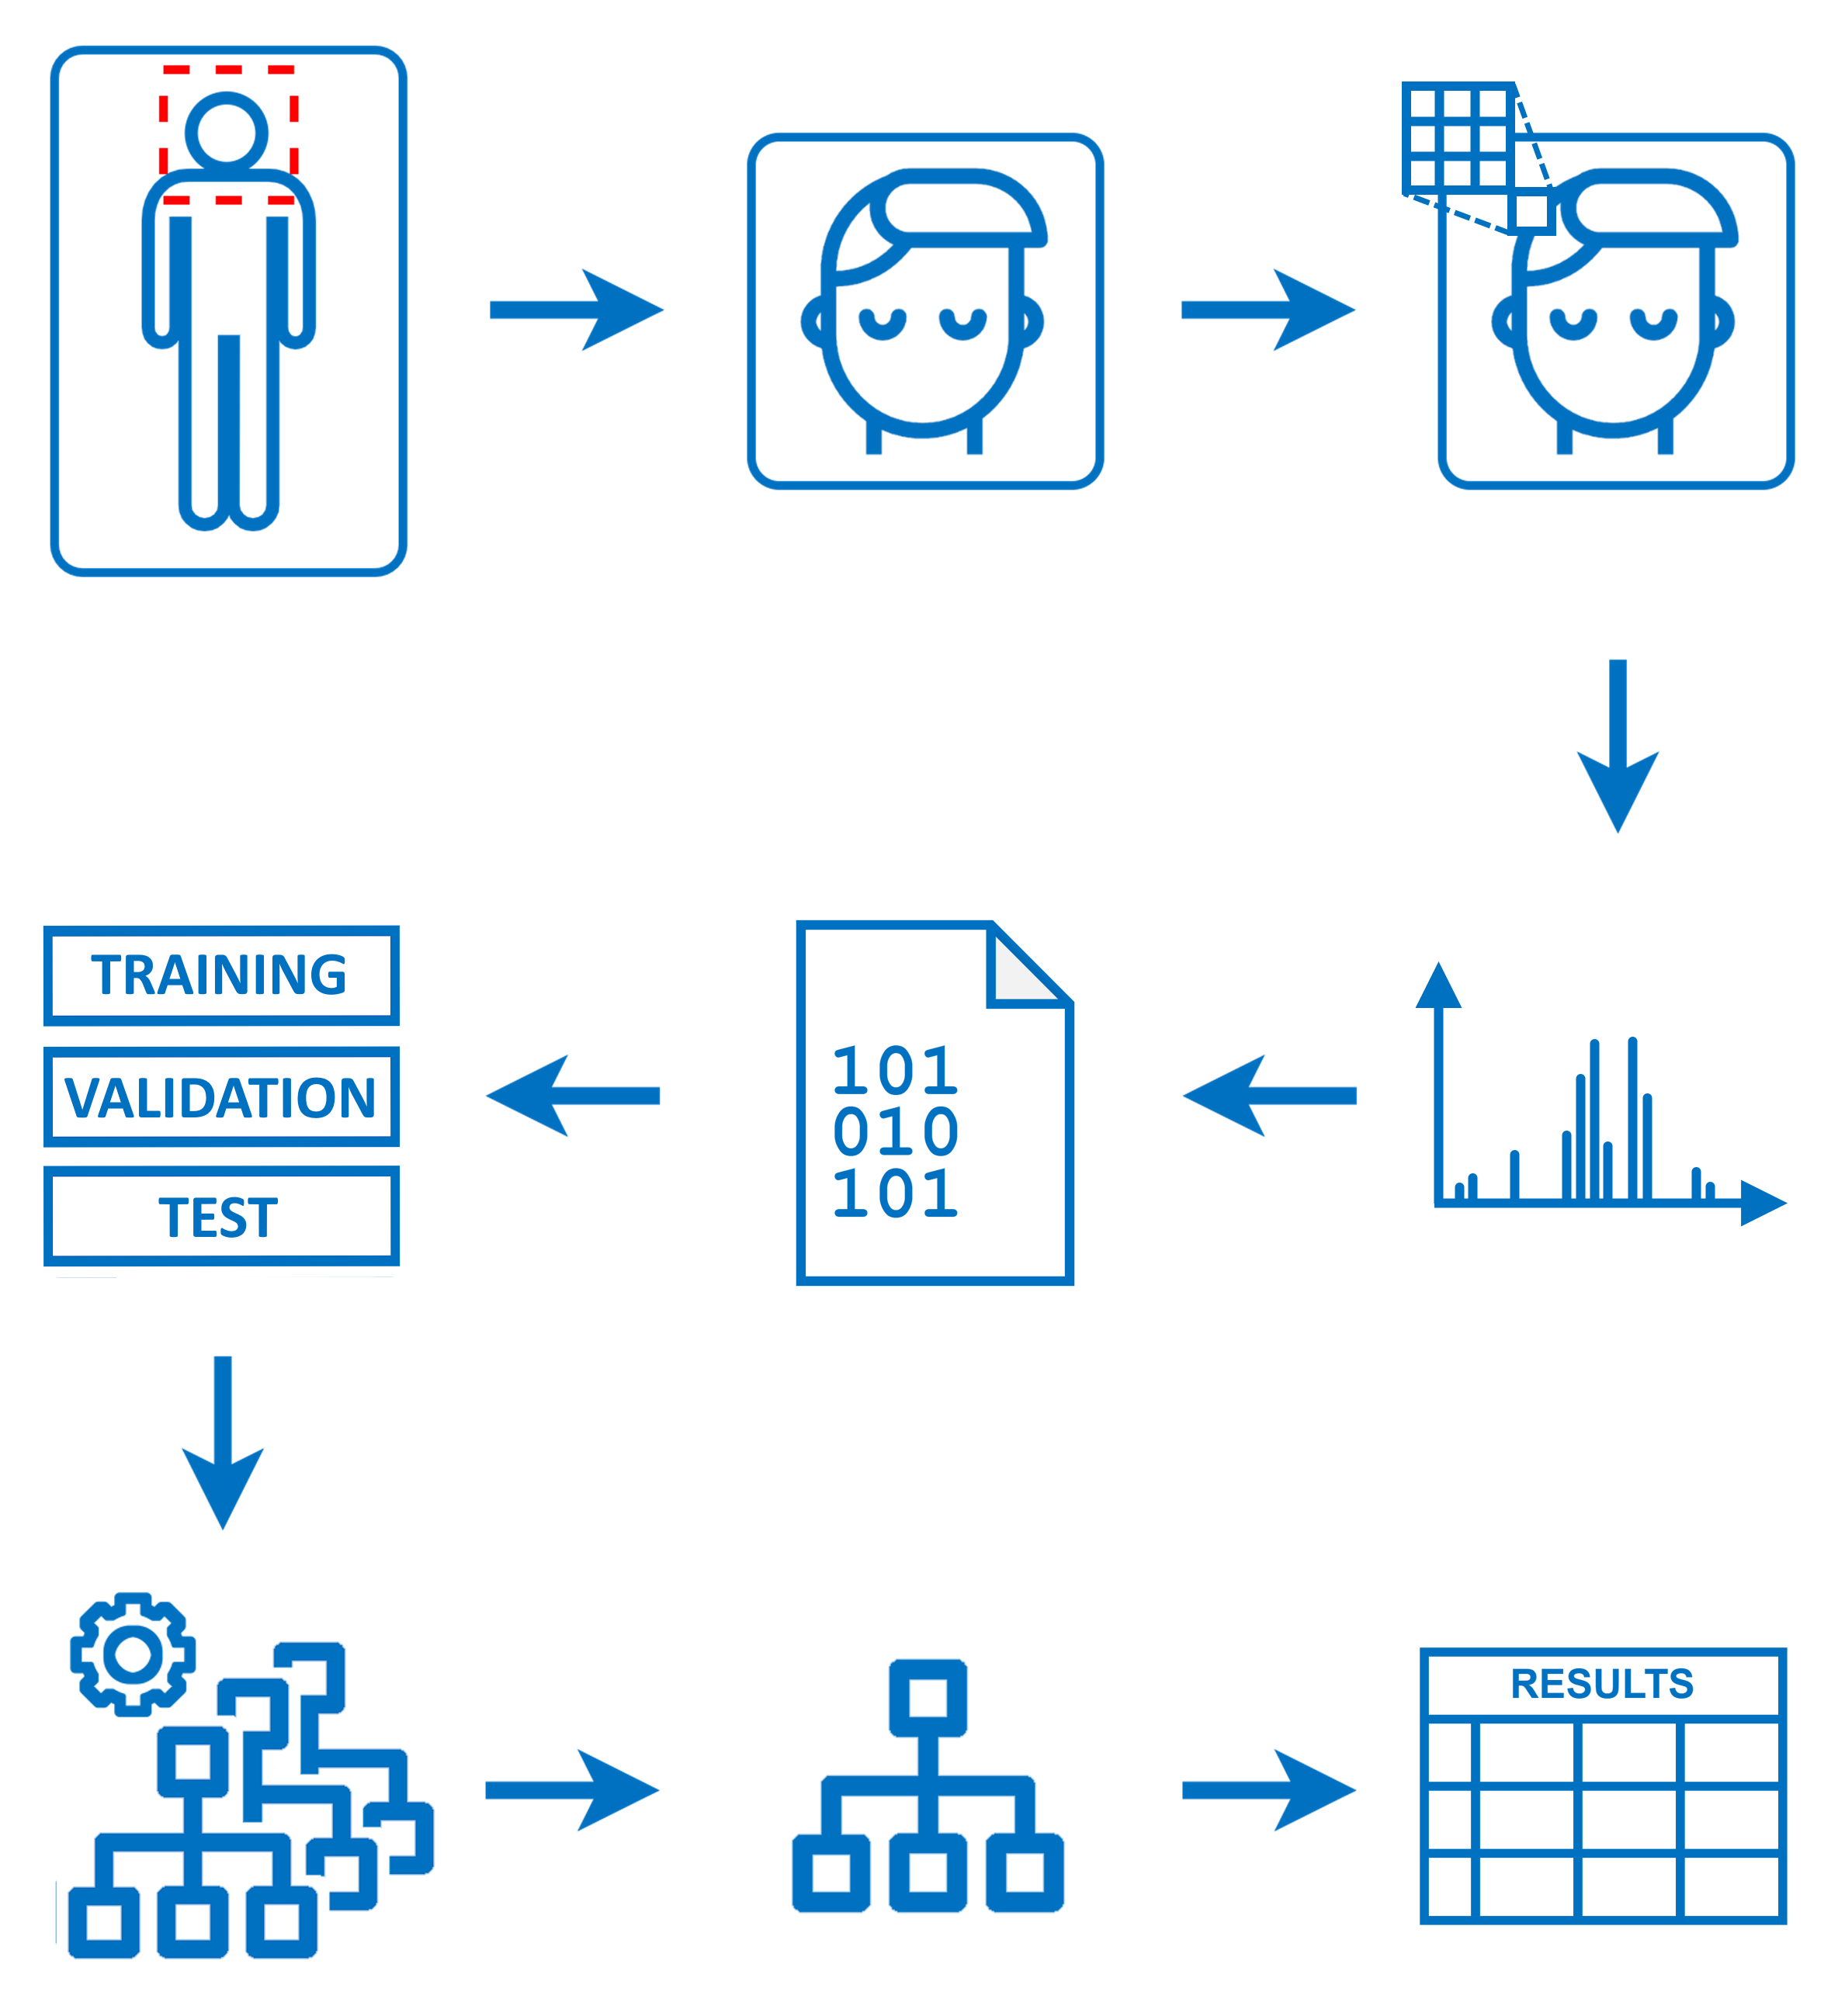 TRAINING
VALIDATION
TEST
101
010
101
RESULTS